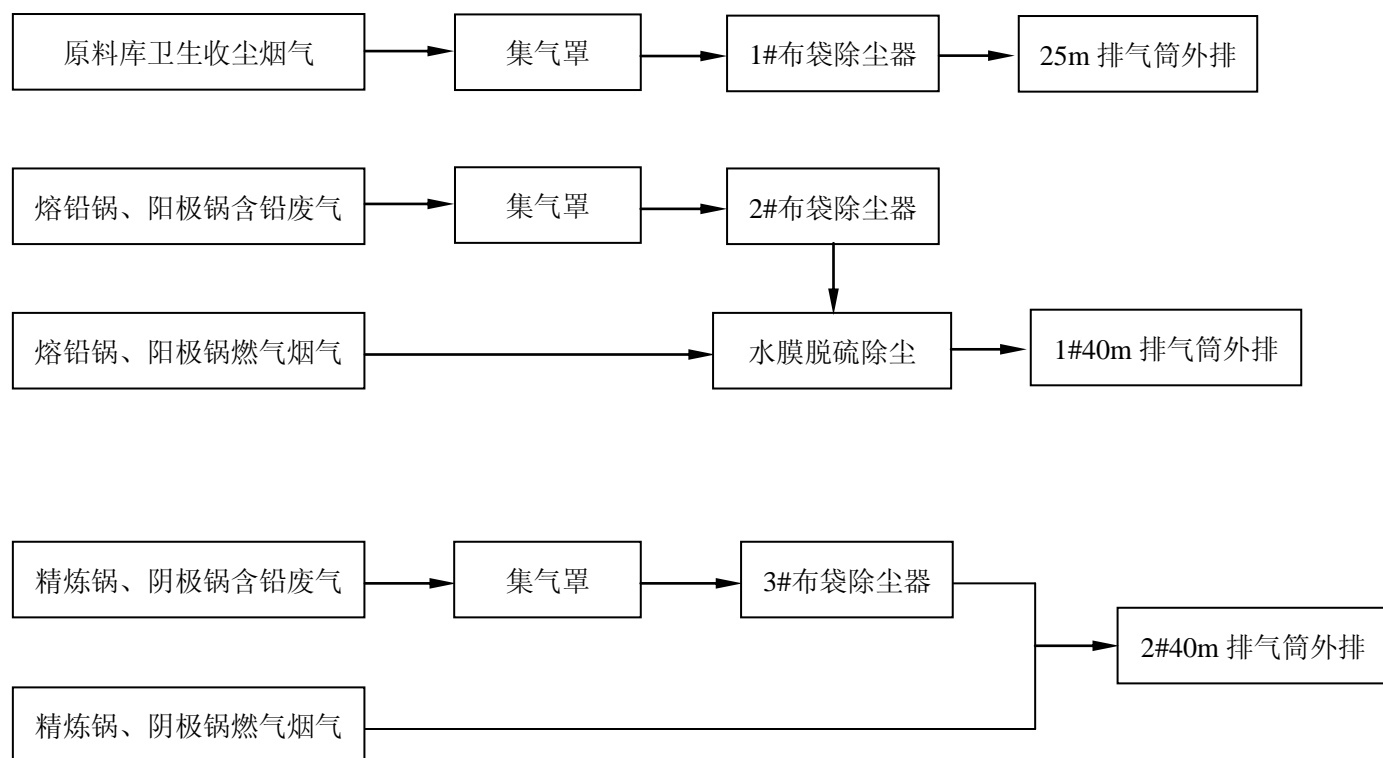 原料库卫生收尘烟气
集气罩
1#布袋除尘器
25m 排气筒外排
熔铅锅、阳极锅含铅废气
集气罩
2#布袋除尘器
熔铅锅、阳极锅燃气烟气
水膜脱硫除尘
1#40m 排气筒外排
精炼锅、阴极锅含铅废气
集气罩
3#布袋除尘器
2#40m 排气筒外排
精炼锅、阴极锅燃气烟气